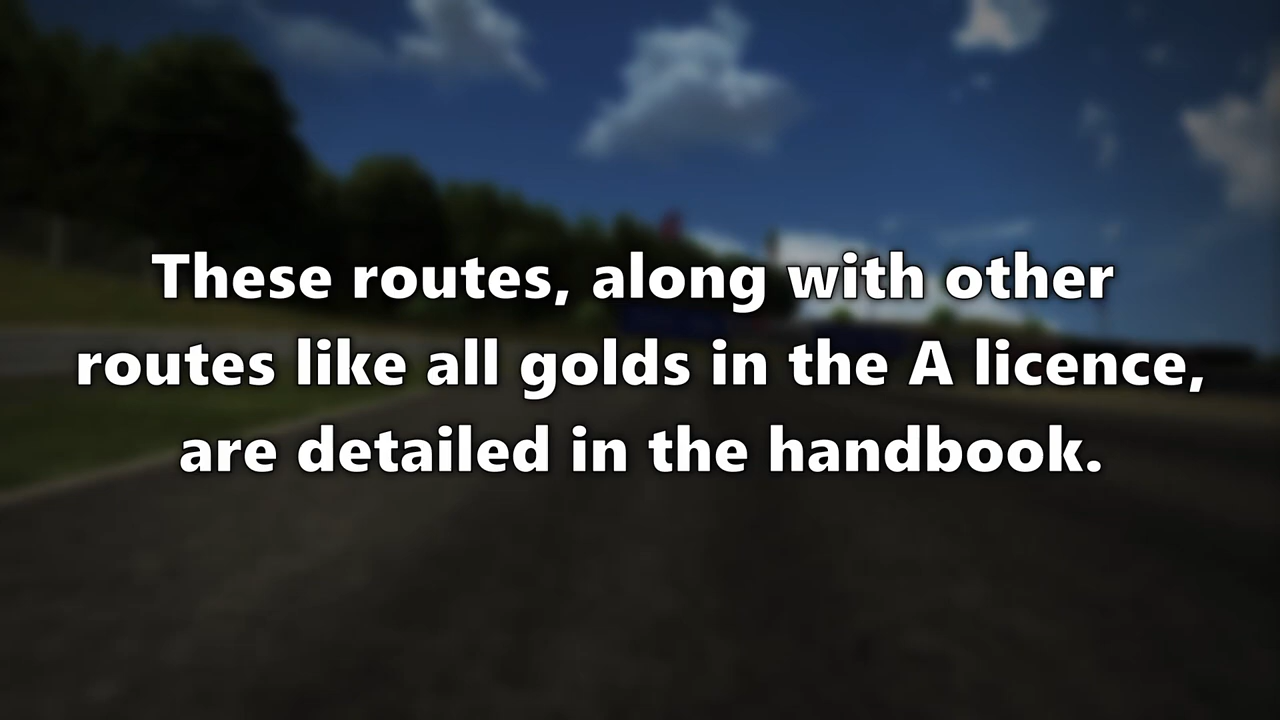 These routes, along with other
routes like all golds in the A licence,
are detailed in the handbook.